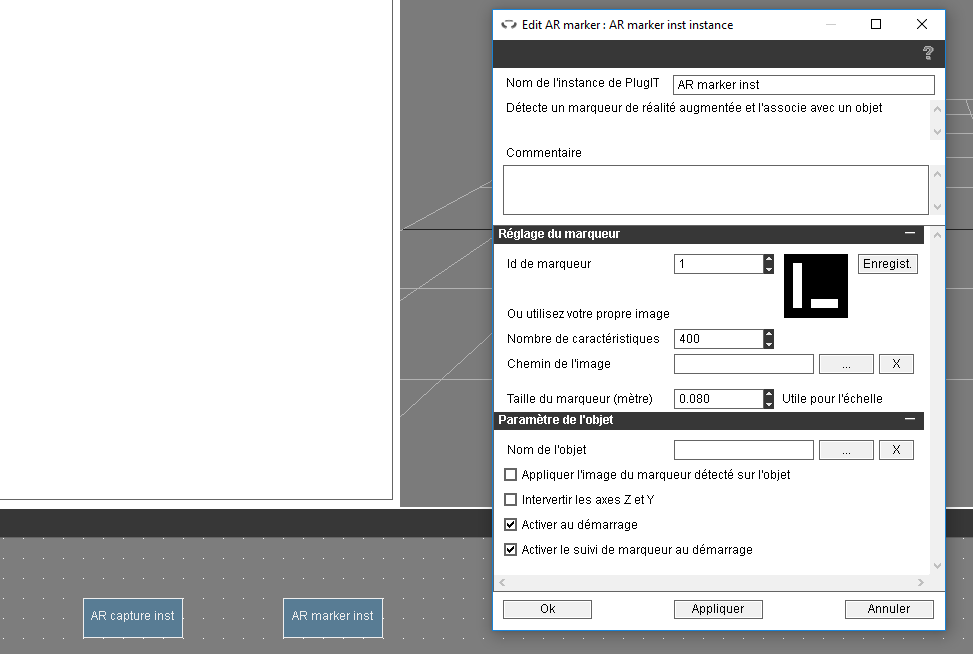 Edit AR marker : AR marker inst instance
?
Nom de l'instance de PlugIT AR marker inst
Détecte un marqueur de réalité augmentée et l'associe avec un objet
Commentaire
Réglage du marqueur
Id de marqueur 1 Enregist.
Ou utilisez votre propre image
Nombre de caractéristiques 400
Chemin de l'image ... X
Taille du marqueur (mètre) 0.080 Utile pour l'échelle
Paramètre de l'objet
Nom de l'objet ... X
Appliquer l'image du marqueur détecté sur l'objet
Intervertir les axes Z et Y
Activer au démarrage
Activer le suivi de marqueur au démarrage
Ok Appliquer Annuler
AR capture inst AR marker inst